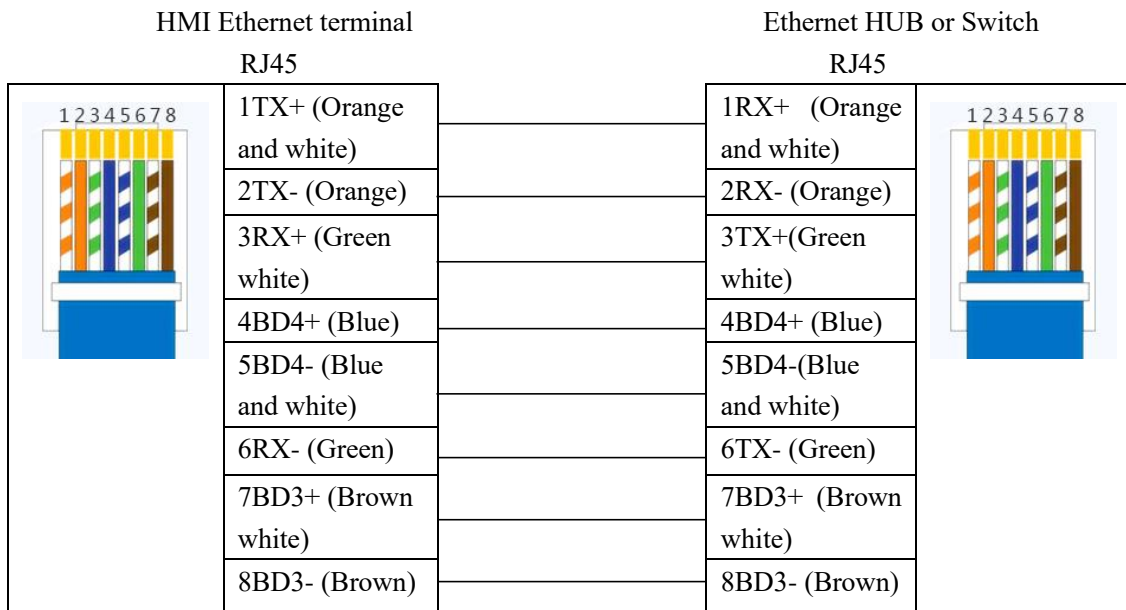 HMI Ethernet terminal
Ethernet HUB or Switch
RJ45
RJ45
12345678
1TX+ (Orange
and white)
2TX- (Orange)
3RX+ (Green
white)
4BD4+ (Blue)
5BD4- (Blue
and white)
6RX- (Green)
7BD3+ (Brown
white)
8BD3- (Brown)
1RX+ (Orange
and white)
2RX- (Orange)
3TX+(Green
white)
4BD4+ (Blue)
5BD4-(Blue
and white)
6TX- (Green)
7BD3+ (Brown
white)
8BD3- (Brown)
12345678